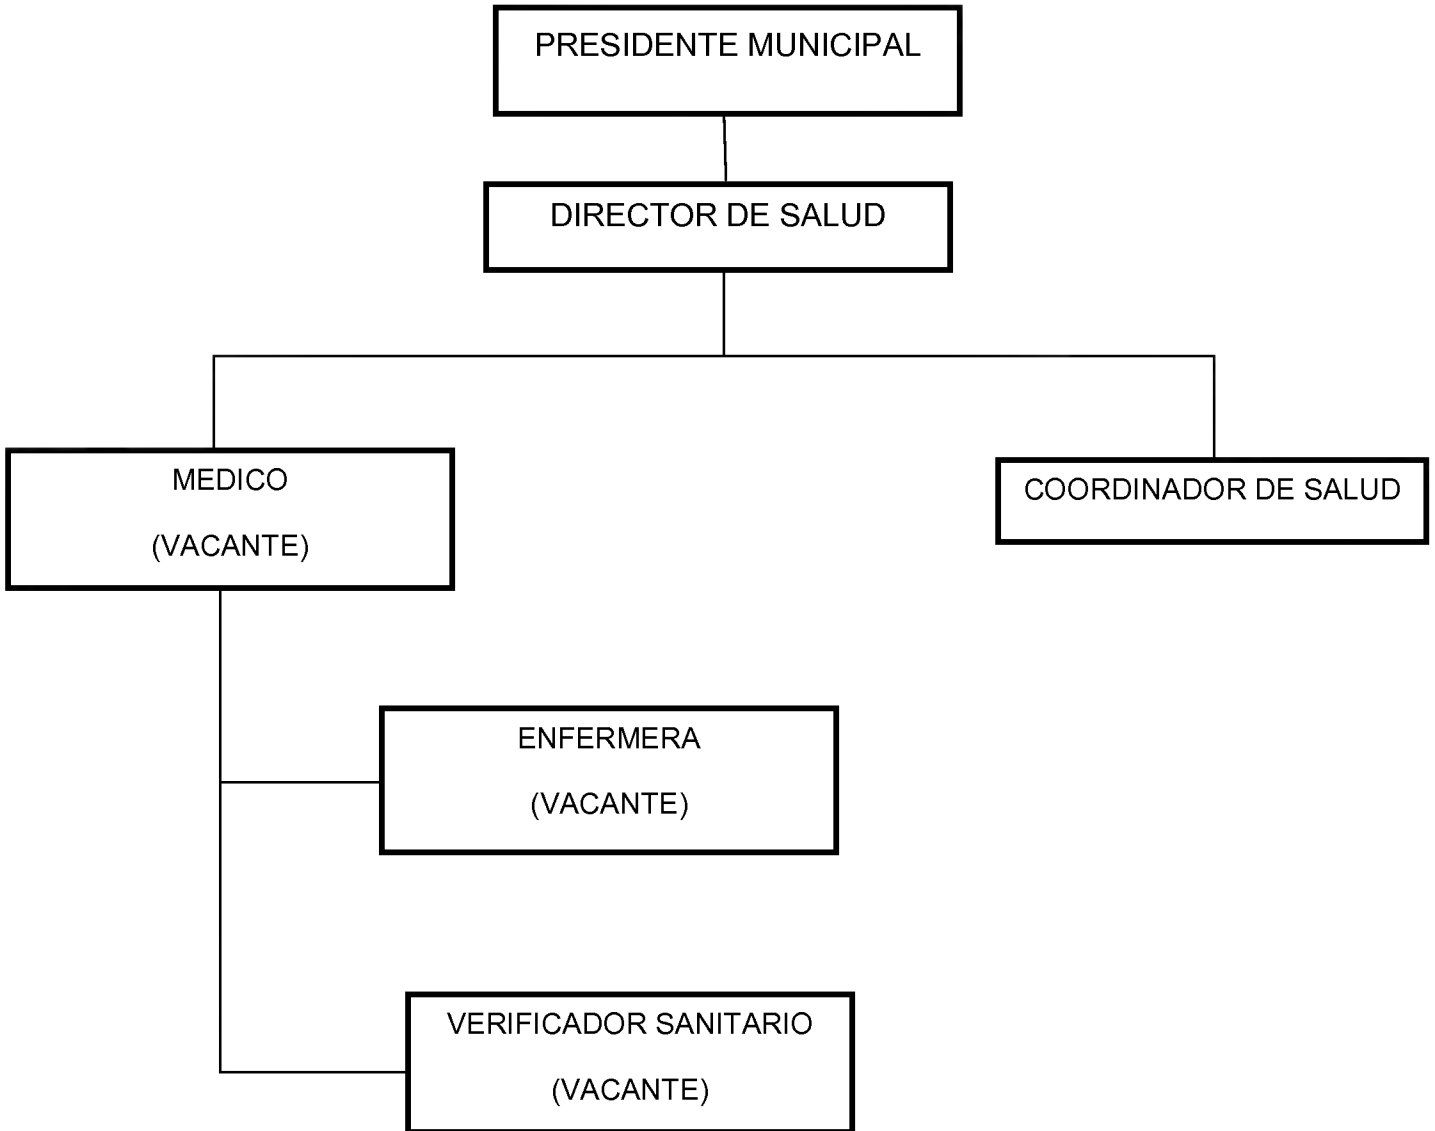 PRESIDENTE MUNICIPAL
DIRECTOR DE SALUD
MEDICO
(VACANTE)
COORDINADOR DE SALUD
ENFERMERA
(VACANTE)
VERIFICADOR SANITARIO
(VACANTE)